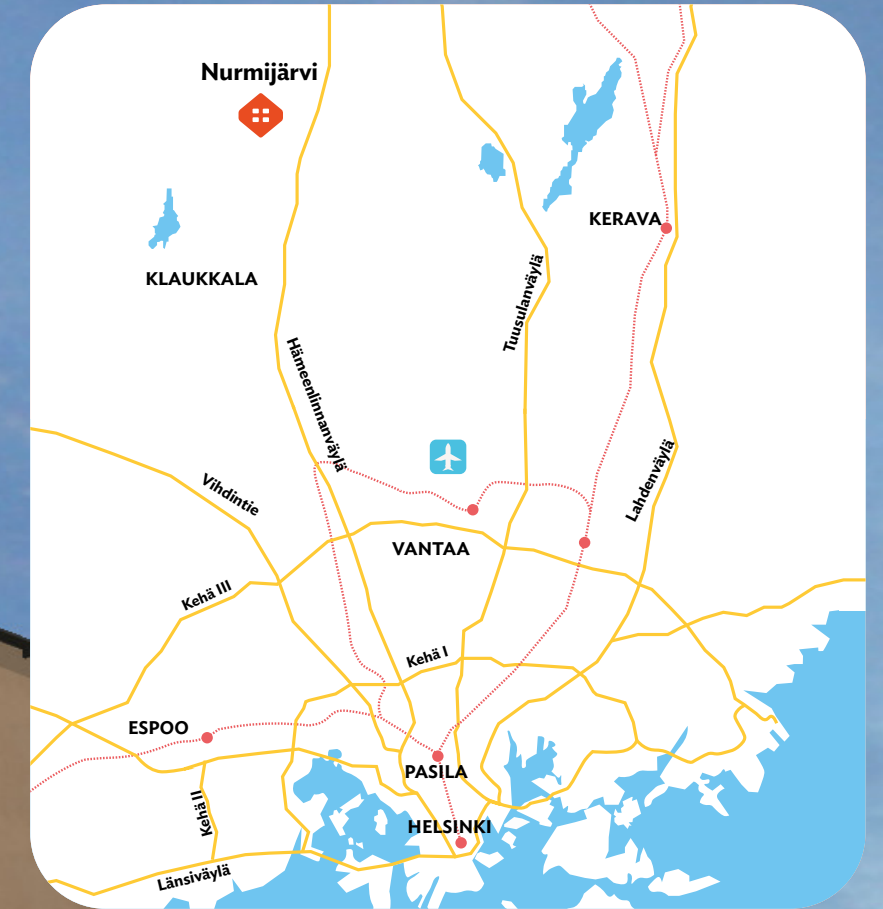 Nurmijärvi
KERAVA
KLAUKKALA
Tuusulanväylä
Hämeenlinnanväylä
Lahdenväylä
Vihdintie
VANTAA
Kehä III
Kehä I
ESPOO
PASILA
Kehä II
HELSINKI
Länsiväylä